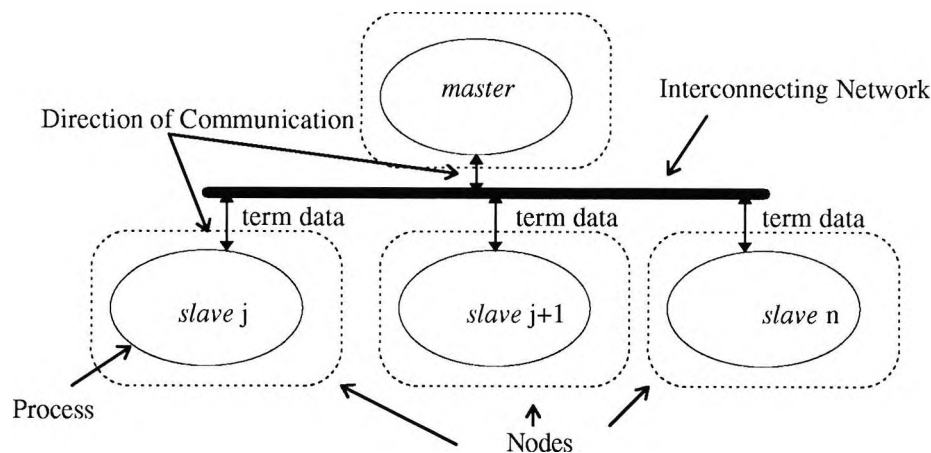 master
Interconnecting Network
Direction of Communication
term data
term data
term data
slave j
slave j+1
slave n
Process
Nodes